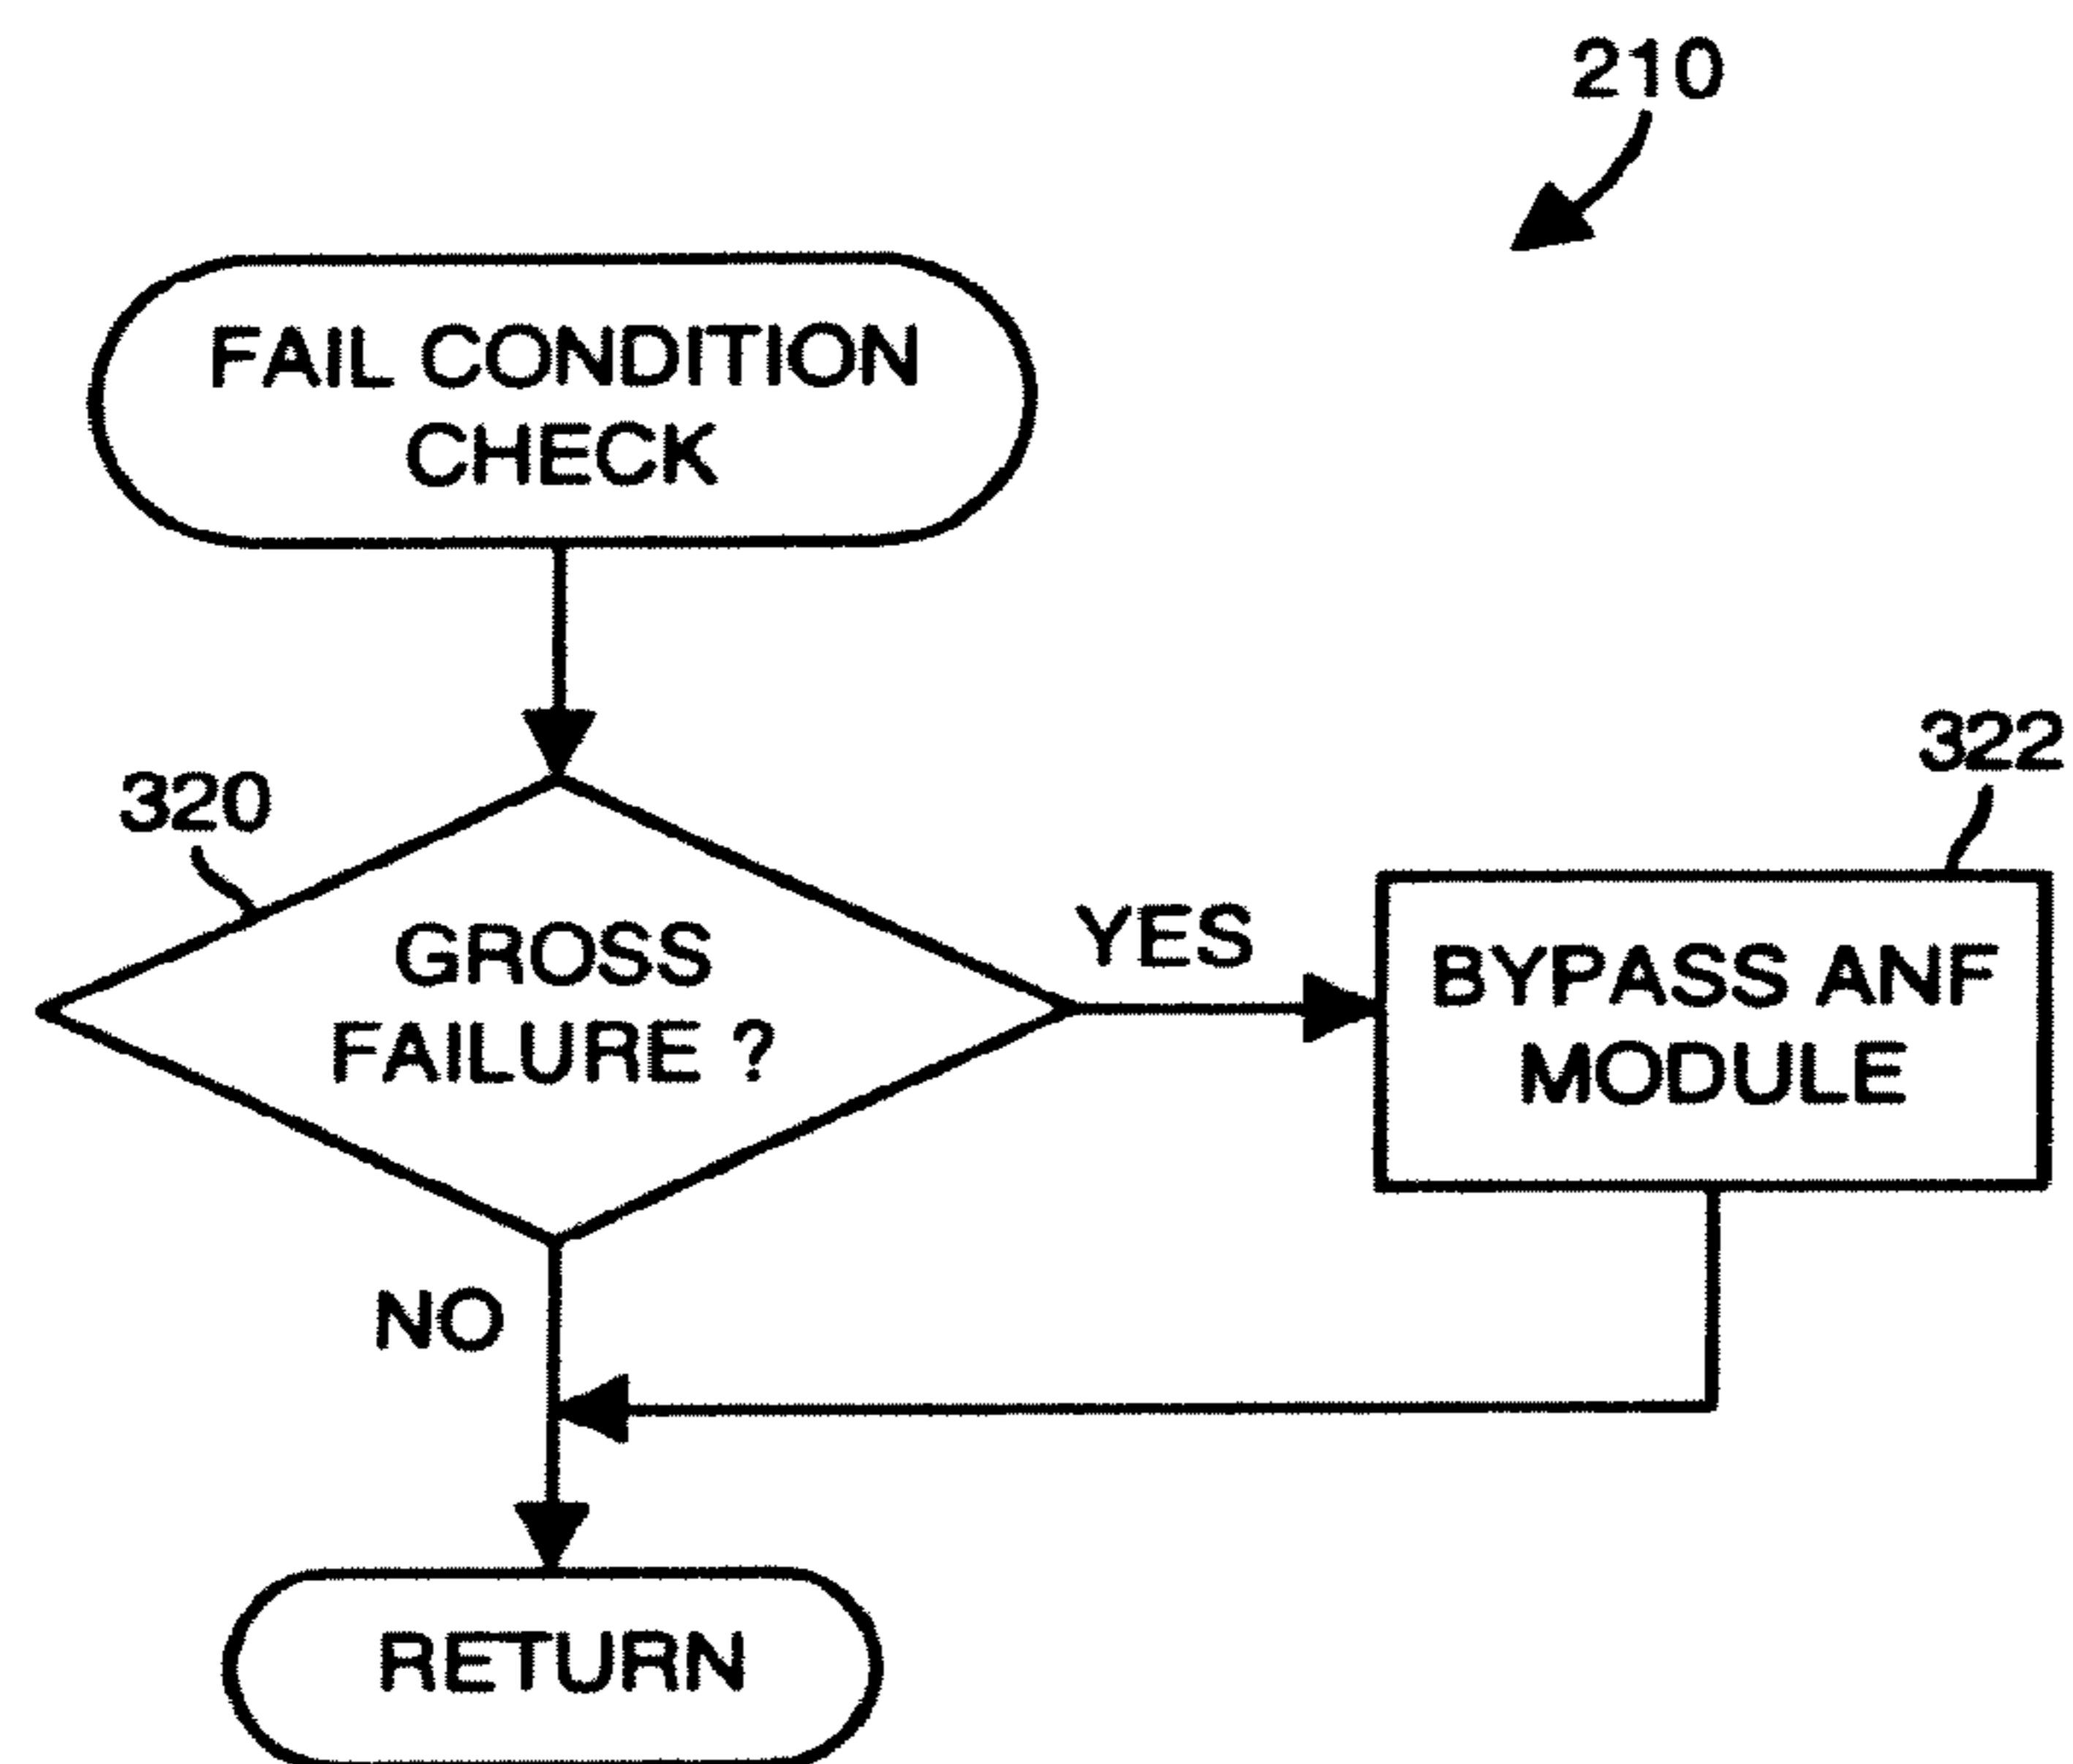 210
FAIL CONDITION
CHECK
320
GROSS
FAILURE ?
YES
322
BYPASS ANF
MODULE
NO
RETURN